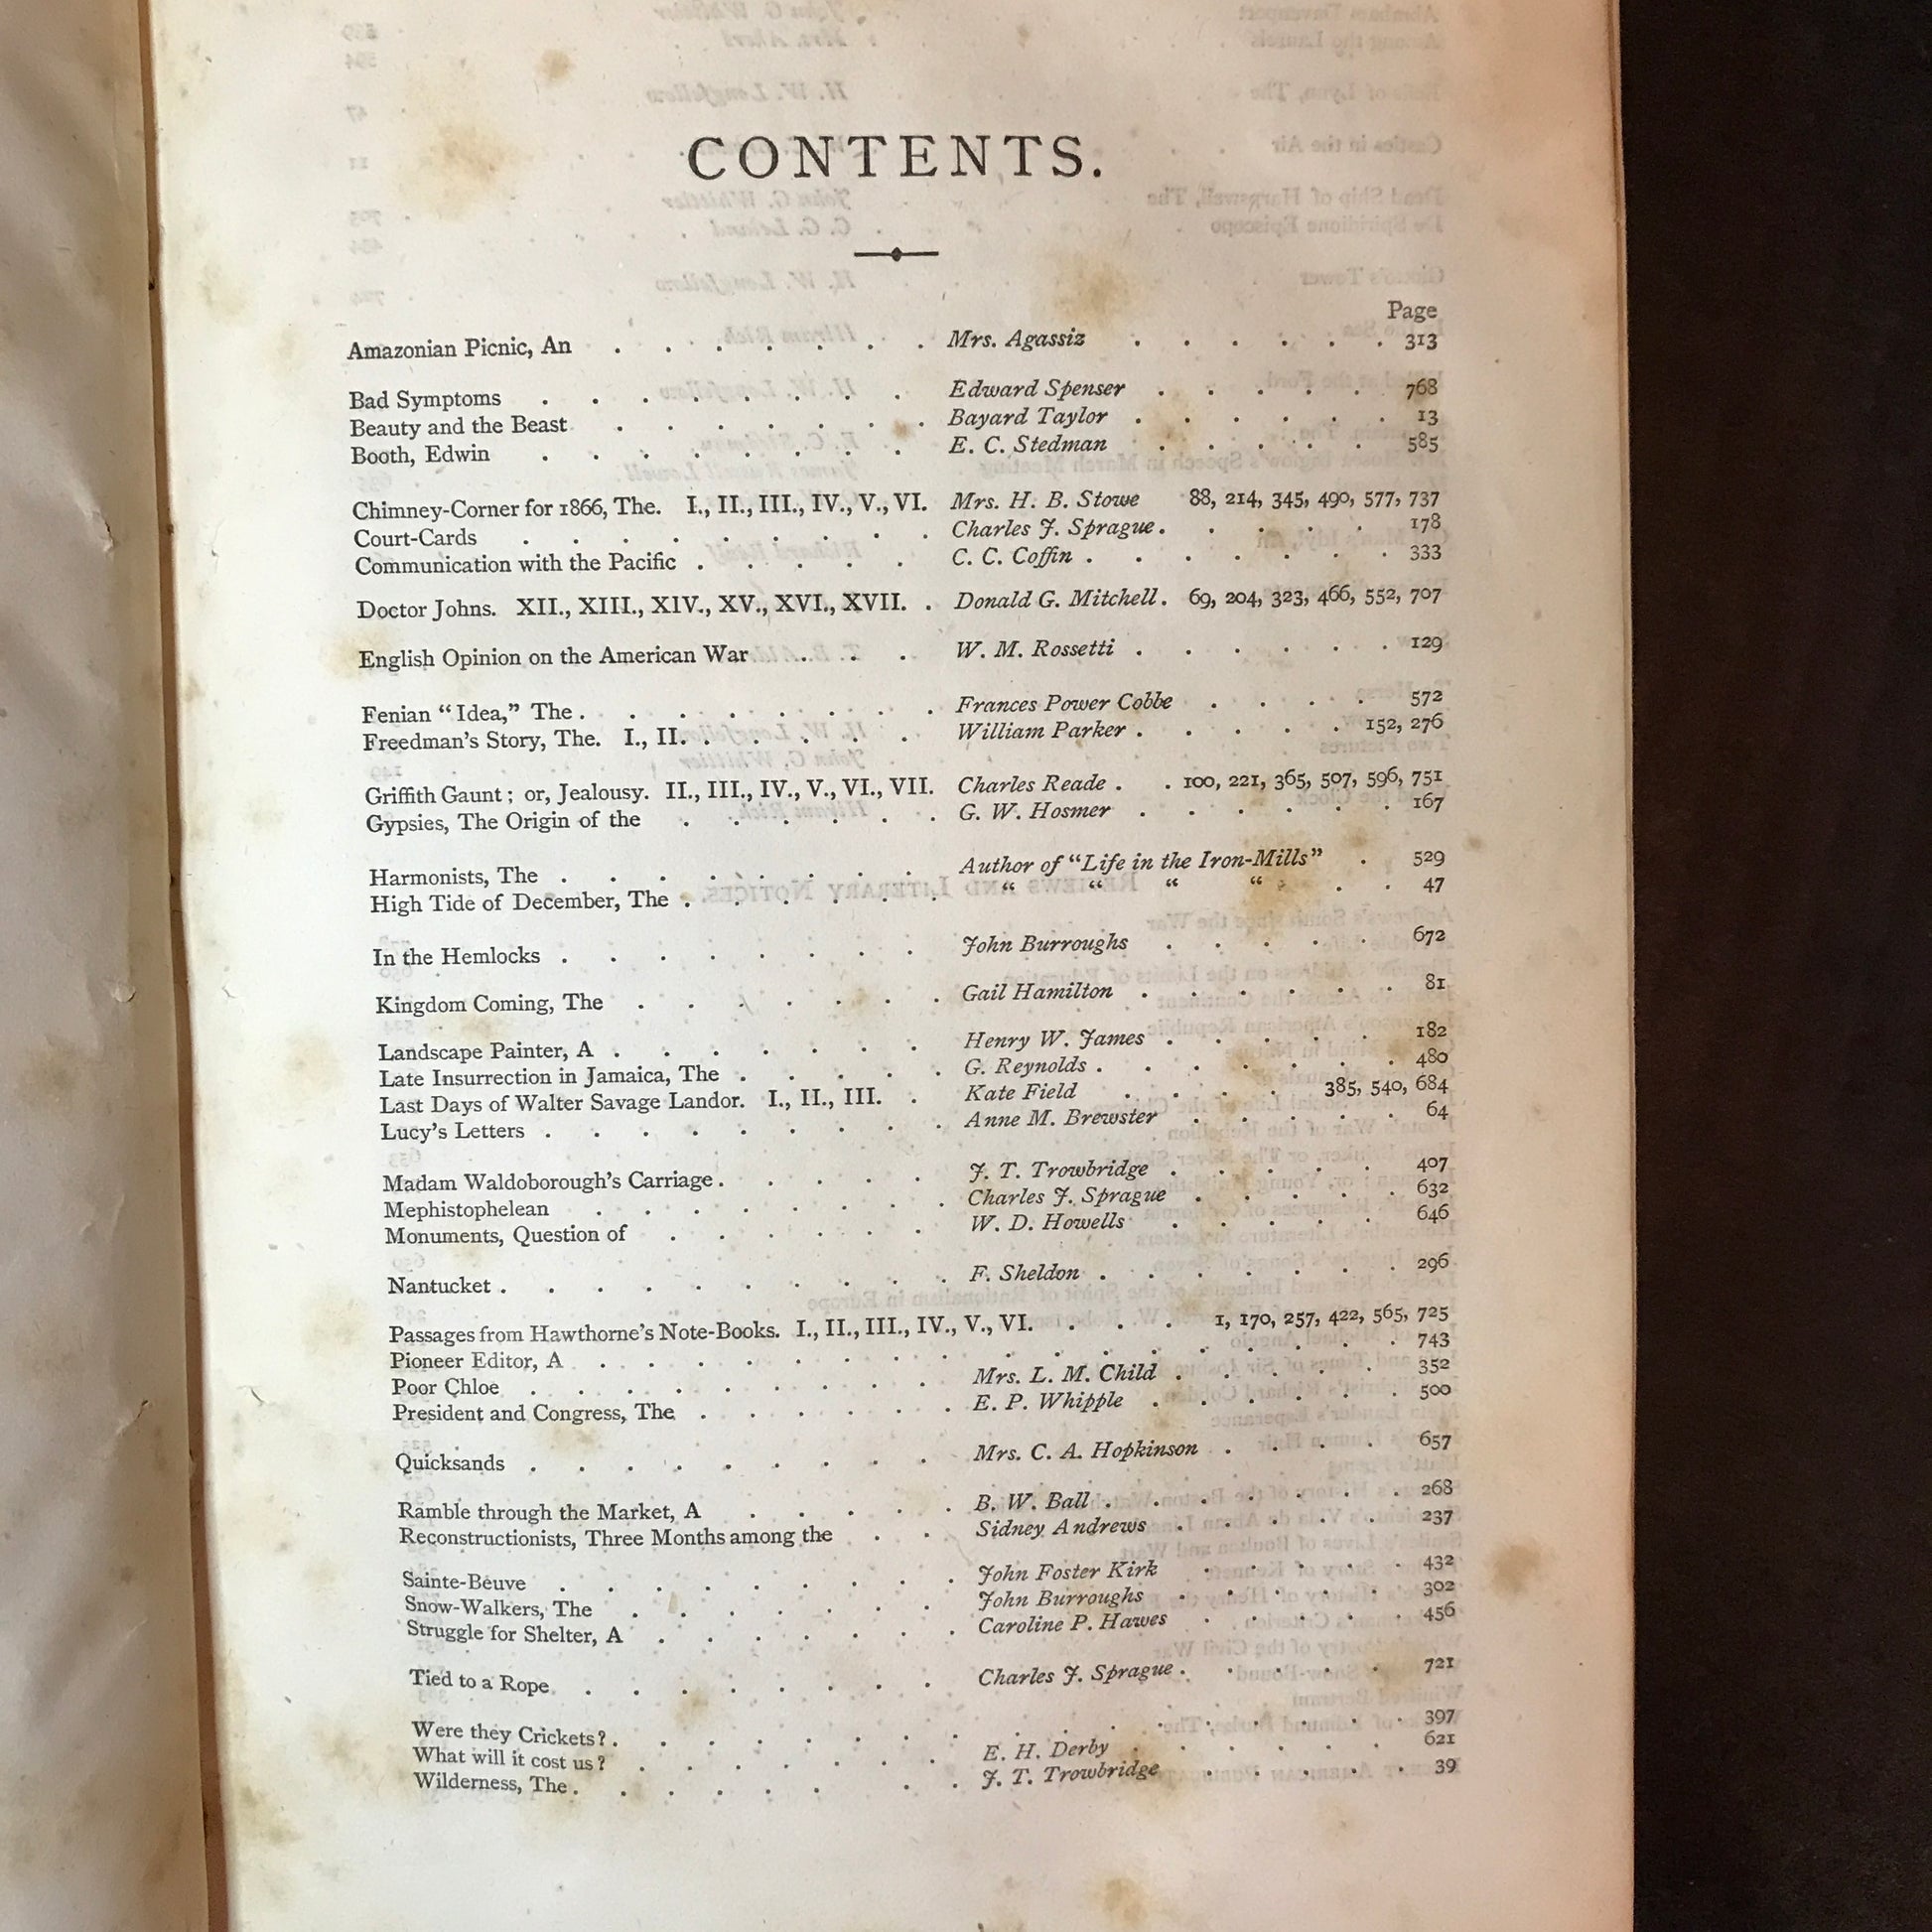 CONTENTS.
Page
Amazonian Picnic, An . . . . . . . Mrs. Agassiz . . . . . . 313
Bad Symptoms . . . . . . . . Edward Spenser . . . . . 768
Beauty and the Beast . . . . . . . Bayard Taylor . . . . . . 13
Booth, Edwin . . . . . . . . E. C. Stedman . . . . . 585
Chimney-Corner for 1866, The. I., II., III., IV., V., VI. Mrs. H. B. Stowe 88, 214, 345, 490, 577, 737
Court-Cards . . . . . . . . . Charles J. Sprague . . . . . 178
Communication with the Pacific . . . . . C. C. Coffin . . . . . . . 333
Doctor Johns. XII., XIII., XIV., XV., XVI., XVII. . Donald G. Mitchell . 69, 204, 323, 466, 552, 707
English Opinion on the American War . . . W. M. Rossetti . . . . . . 129
Fenian “Idea,” The . . . . . . . . Frances Power Cobbe . . . . 572
Freedman’s Story, The. I., II. . . . . . William Parker . . . . . 152, 276
Griffith Gaunt ; or, Jealousy. II., III., IV., V., VI., VII. Charles Reade . . 100, 221, 365, 507, 596, 751
Gypsies, The Origin of the . . . . . . G. W. Hosmer . . . . . . 167
Harmonists, The . . . . . . . . Author of “Life in the Iron-Mills” . 529
High Tide of December, The . . . . . . “ “ “ “ . . 47
In the Hemlocks . . . . . . . . John Burroughs . . . . . 672
Kingdom Coming, The . . . . . . . Gail Hamilton . . . . . . 81
Landscape Painter, A . . . . . . . Henry W. James . . . . . 182
Late Insurrection in Jamaica, The . . . . . G. Reynolds . . . . . . . 480
Last Days of Walter Savage Landor. I., II., III. . Kate Field . . . . 385, 540, 684
Lucy’s Letters . . . . . . . . . Anne M. Brewster . . . . . 64
Madam Waldoborough’s Carriage . . . . . J. T. Trowbridge . . . . . 407
Mephistophelean . . . . . . . . Charles J. Sprague . . . . . 632
Monuments, Question of . . . . . . W. D. Howells . . . . . 646
Nantucket . . . . . . . . . . F. Sheldon . . . . . . . 296
Passages from Hawthorne’s Note-Books. I., II., III., IV., V., VI. . . . 1, 170, 257, 422, 565, 725
Pioneer Editor, A . . . . . . . . . . . . . . . . . 743
Poor Chloe . . . . . . . . . Mrs. L. M. Child . . . . . 352
President and Congress, The . . . . . . E. P. Whipple . . . . . . 500
Quicksands . . . . . . . . . Mrs. C. A. Hopkinson . . . . 657
Ramble through the Market, A . . . . . B. W. Ball . . . . . . 268
Reconstructionists, Three Months among the . . Sidney Andrews . . . . . 237
Sainte-Beuve . . . . . . . . . John Foster Kirk . . . . . 432
Snow-Walkers, The . . . . . . . John Burroughs . . . . . 302
Struggle for Shelter, A . . . . . . . Caroline P. Hawes . . . . . 456
Tied to a Rope . . . . . . . . Charles J. Sprague . . . . . 721
Were they Crickets? . . . . . . . . . . . . . . . . 397
What will it cost us? . . . . . . . E. H. Derby . . . . . . 621
Wilderness, The . . . . . . . . . J. T. Trowbridge . . . . . 39